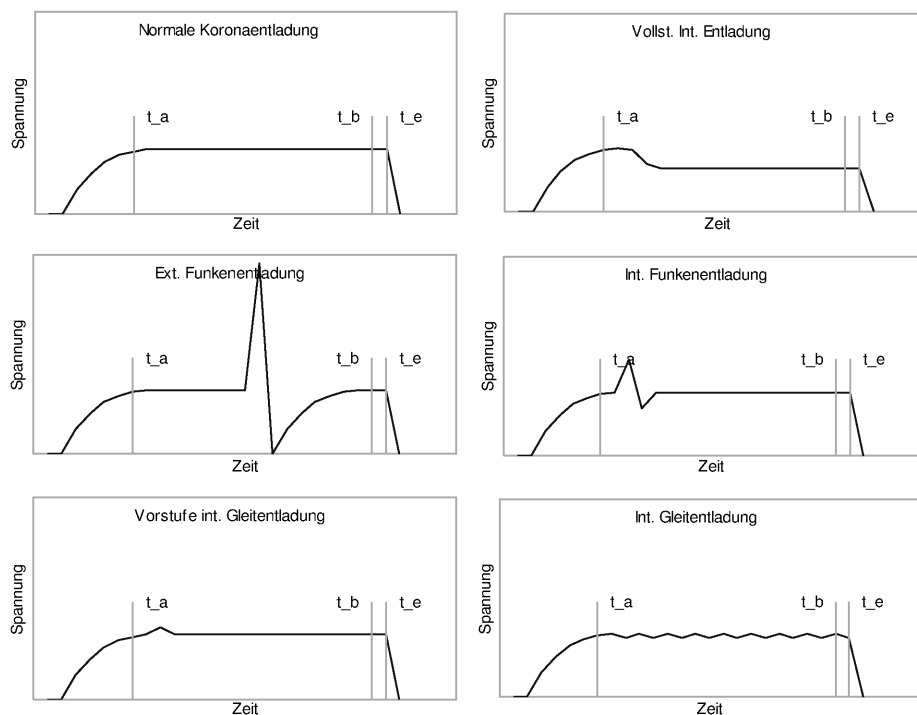 Normale Koronaentladung
Spannung
t_a
t_b
t_e
Zeit
Vollst. Int. Entladung
Spannung
t_a
t_b
t_e
Zeit
Ext. Funkenentladung
Spannung
t_a
t_b
t_e
Zeit
Int. Funkenentladung
Spannung
t_a
t_b
t_e
Zeit
Vorstufe int. Gleitentladung
Spannung
t_a
t_b
t_e
Zeit
Int. Gleitentladung
Spannung
t_a
t_b
t_e
Zeit